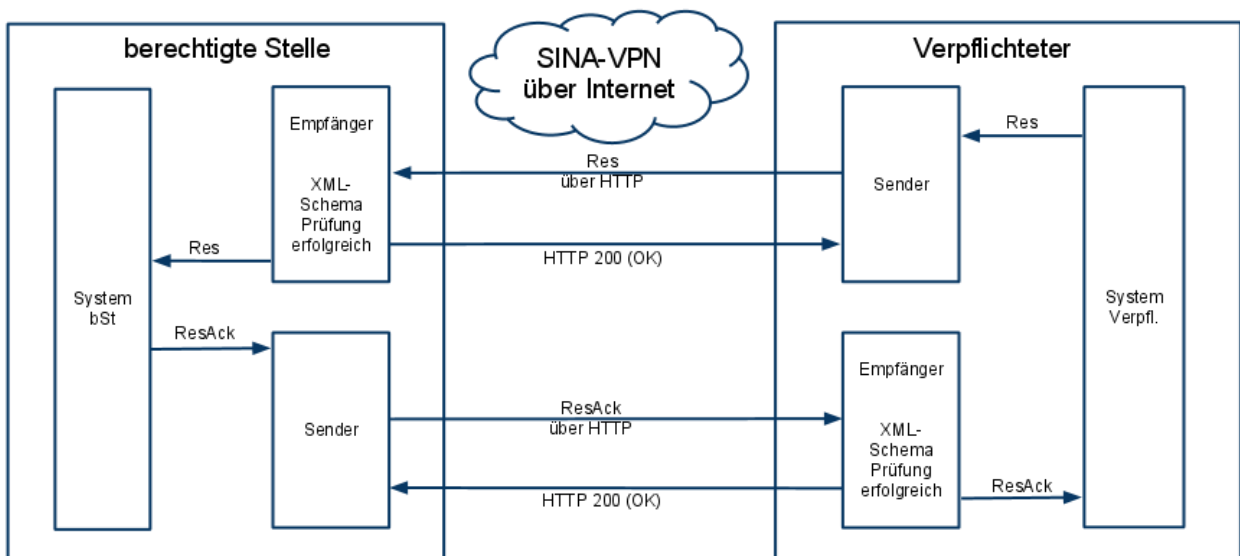 berechtigte Stelle
SINA-VPN
über Internet
Verpflichteter
Empfänger
XML-
Schema
Prüfung
erfolgreich
Res
über HTTP
Sender
Res
HTTP 200 (OK)
Res
System
bSt
System
Verpfl.
ResAck
Sender
ResAck
über HTTP
Empfänger
XML-
Schema
Prüfung
erfolgreich
HTTP 200 (OK)
ResAck